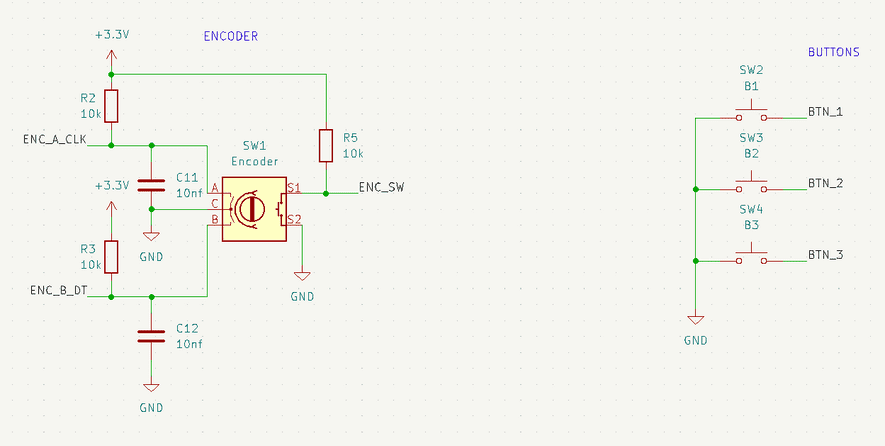 +3.3V
ENCODER
BUTTONS
SW2
B1
R2
10k
BTN_1
ENC_A_CLK
SW1
Encoder
R5
10k
SW3
B2
+3.3V
C11
10nf
A
C
B
S1
S2
ENC_SW
BTN_2
SW4
B3
GND
R3
10k
BTN_3
ENC_B_DT
GND
C12
10nf
GND
GND